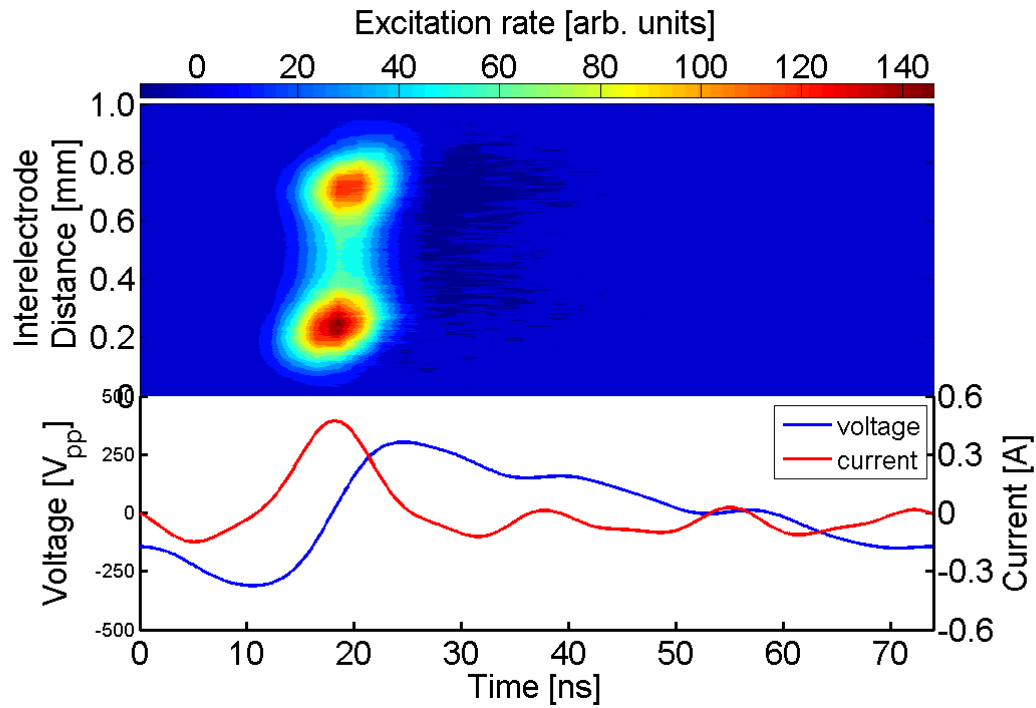 Excitation rate [arb. units]
0 20 40 60 80 100 120 140
Interelectrode
Distance [mm]
1.0
0.8
0.6
0.4
0.2
0
Voltage [Vpp]
500
250
0
-250
-500
voltage
current
0.6
0.3
0
-0.3
-0.6
Current [A]
0 10 20 30 40 50 60 70
Time [ns]